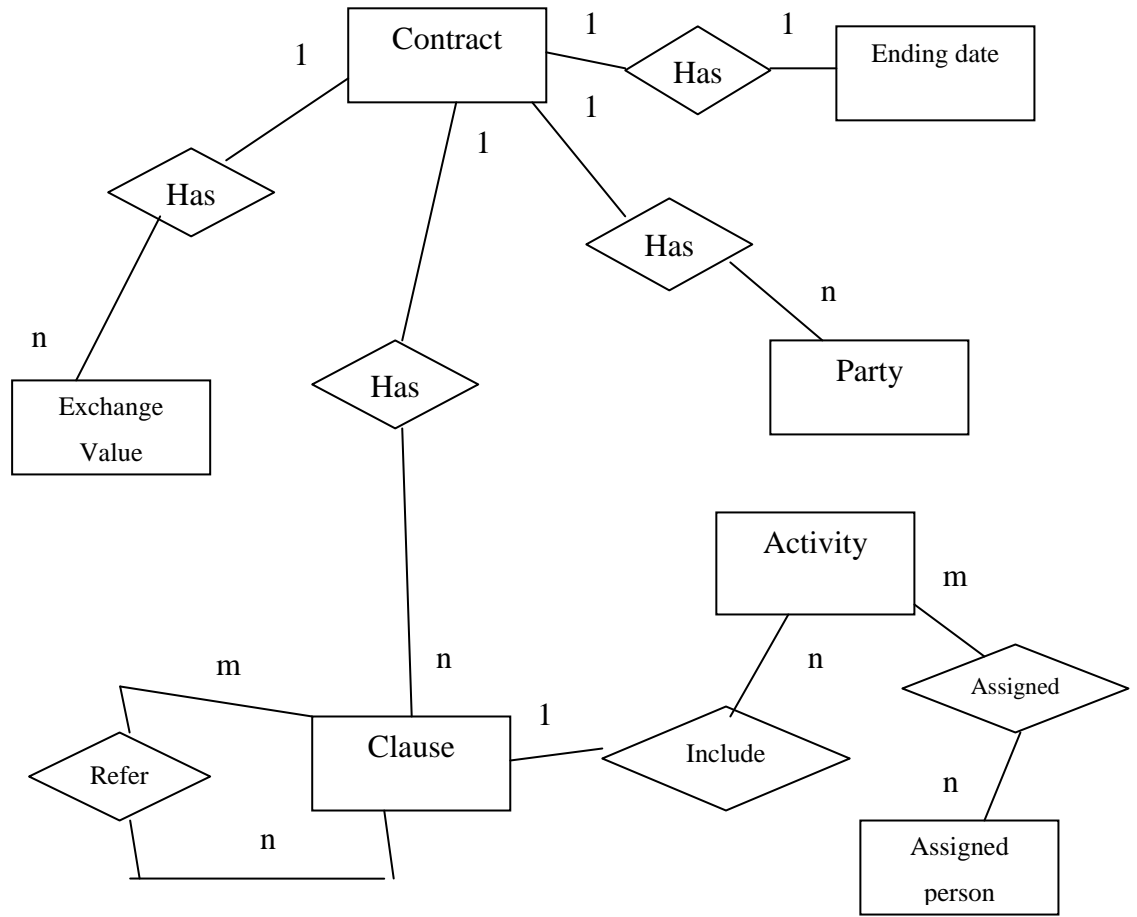 Contract
1
1
1
Ending date
Has
1
1
Has
Has
n
n
Party
Exchange
Value
Has
Activity
m
n
Assigned
m
n
1
Clause
Include
Refer
n
n
Assigned
person